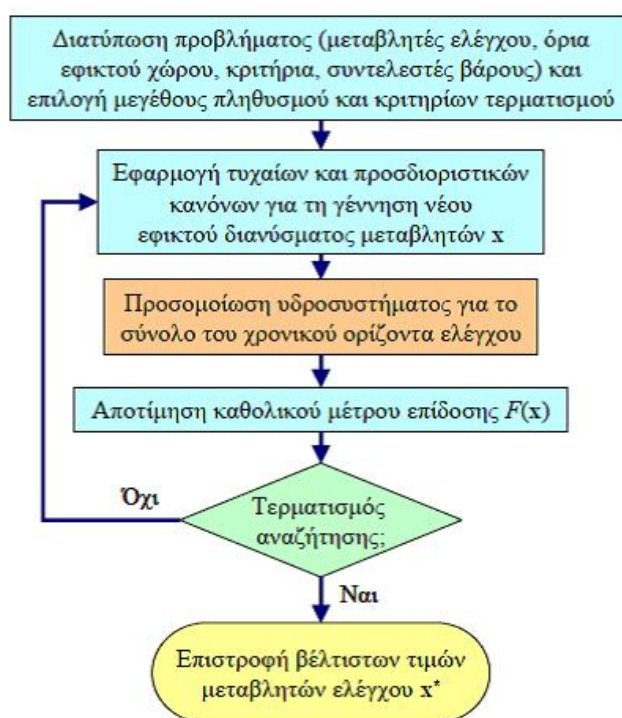 Διατύπωση προβλήματος (μεταβλητές ελέγχου, όρια
εφικτού χώρου, κριτήρια, συντελεστές βάρους) και
επιλογή μεγέθους πληθυσμού και κριτηρίων τερματισμού
Εφαρμογή τυχαίων και προσδιοριστικών
κανόνων για τη γέννηση νέου
εφικτού διανύσματος μεταβλητών x
Προσομοίωση υδροσυστήματος για το
σύνολο του χρονικού ορίζοντα ελέγχου
Αποτίμηση καθολικού μέτρου επίδοσης F(x)
Όχι
Τερματισμός
αναζήτησης;
Ναι
Επιστροφή βέλτιστων τιμών
μεταβλητών ελέγχου x*